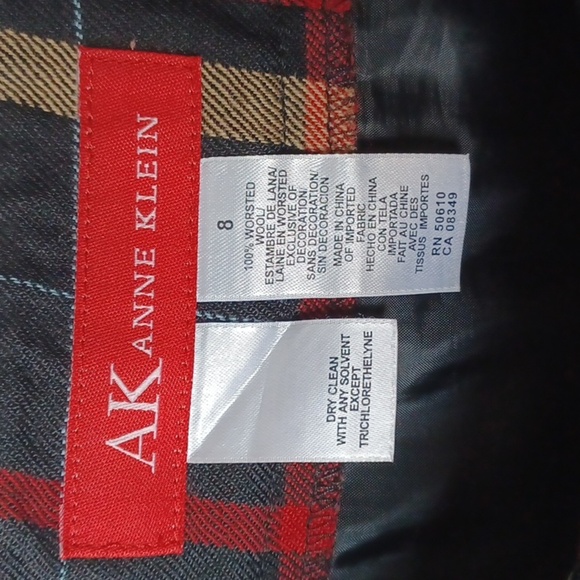 AK ANNE KLEIN
8
100% WORSTED
WOOL/
ESTAMBRE DE LANA/
LAINE EN WORSTED
EXCLUSIVE OF
DECORATION
SANS DECORATION/
SIN DECORACION
MADE IN CHINA
OF IMPORTED
FABRIC
HECHO EN CHINA
CON TELA
IMPORTADA
FAIT AU CHINE
AVEC DES
TISSUS IMPORTES
RN 50610
CA 08349
DRY CLEAN
WITH ANY SOLVENT
EXCEPT
TRICHLORETHELYNE